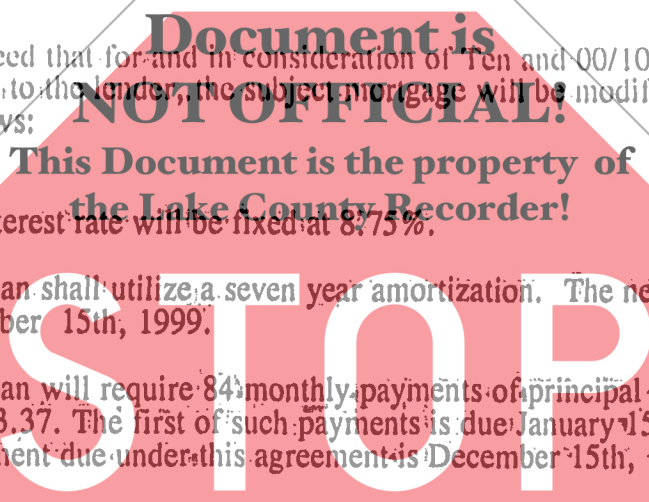 Document is
ced that for and in consideration of Ten and 00/10
to the lender, the subject mortgage will be modif
NOT OFFICIAL!
ws:
This Document is the property of
the Lake County Recorder!
terest rate will be fixed at 8.75%.
an shall utilize a seven year amortization. The ne
ber 15th, 1999.
STOP
an will require 84 monthly payments of principal
3.37. The first of such payments is due January 15
nent due under this agreement is December 15th,